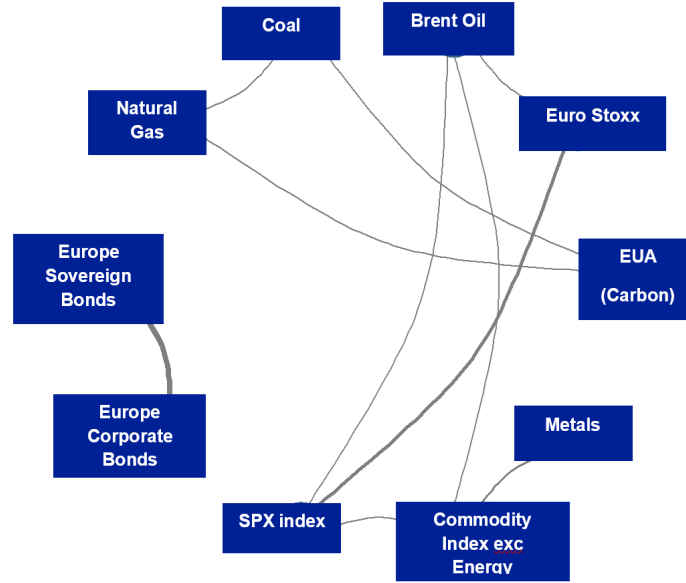 Coal
Brent Oil
Natural
Gas
Euro Stoxx
Europe
Sovereign
Bonds
EUA
(Carbon)
Europe
Corporate
Bonds
Metals
SPX index
Commodity
Index exc
Energy